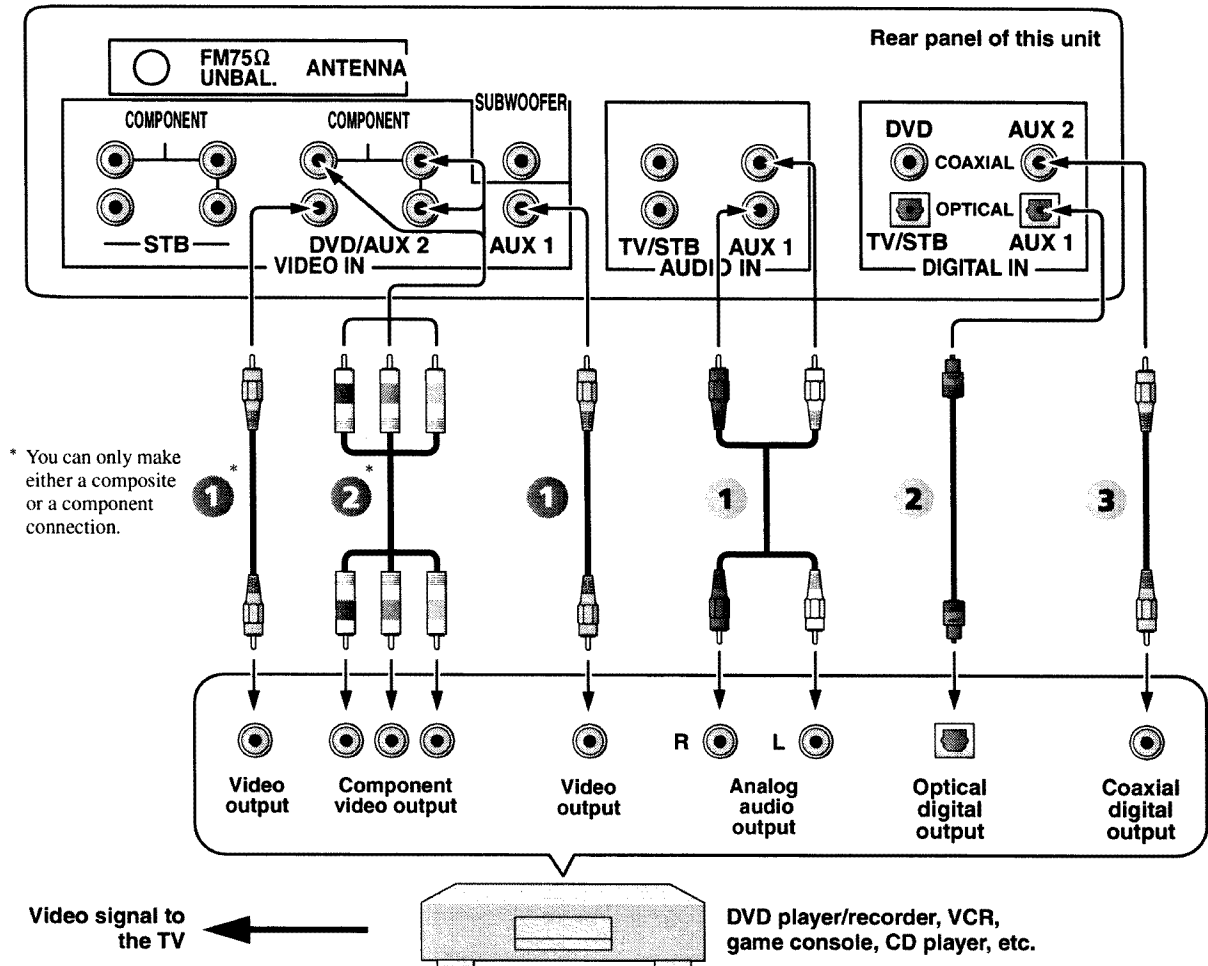 Rear panel of this unit
FM75Ω
UNBAL.
ANTENNA
COMPONENT
COMPONENT
SUBWOOFER
STB
DVD/AUX 2
AUX 1
VIDEO IN
TV/STB
AUX 1
AUDIO IN
DVD
AUX 2
COAXIAL
OPTICAL
TV/STB
AUX 1
DIGITAL IN
* You can only make
either a composite
or a component
connection.
1*
2*
1
1
2
3
R
L
Video
output
Component
video output
Video
output
Analog
audio
output
Optical
digital
output
Coaxial
digital
output
Video signal to
the TV
DVD player/recorder, VCR,
game console, CD player, etc.